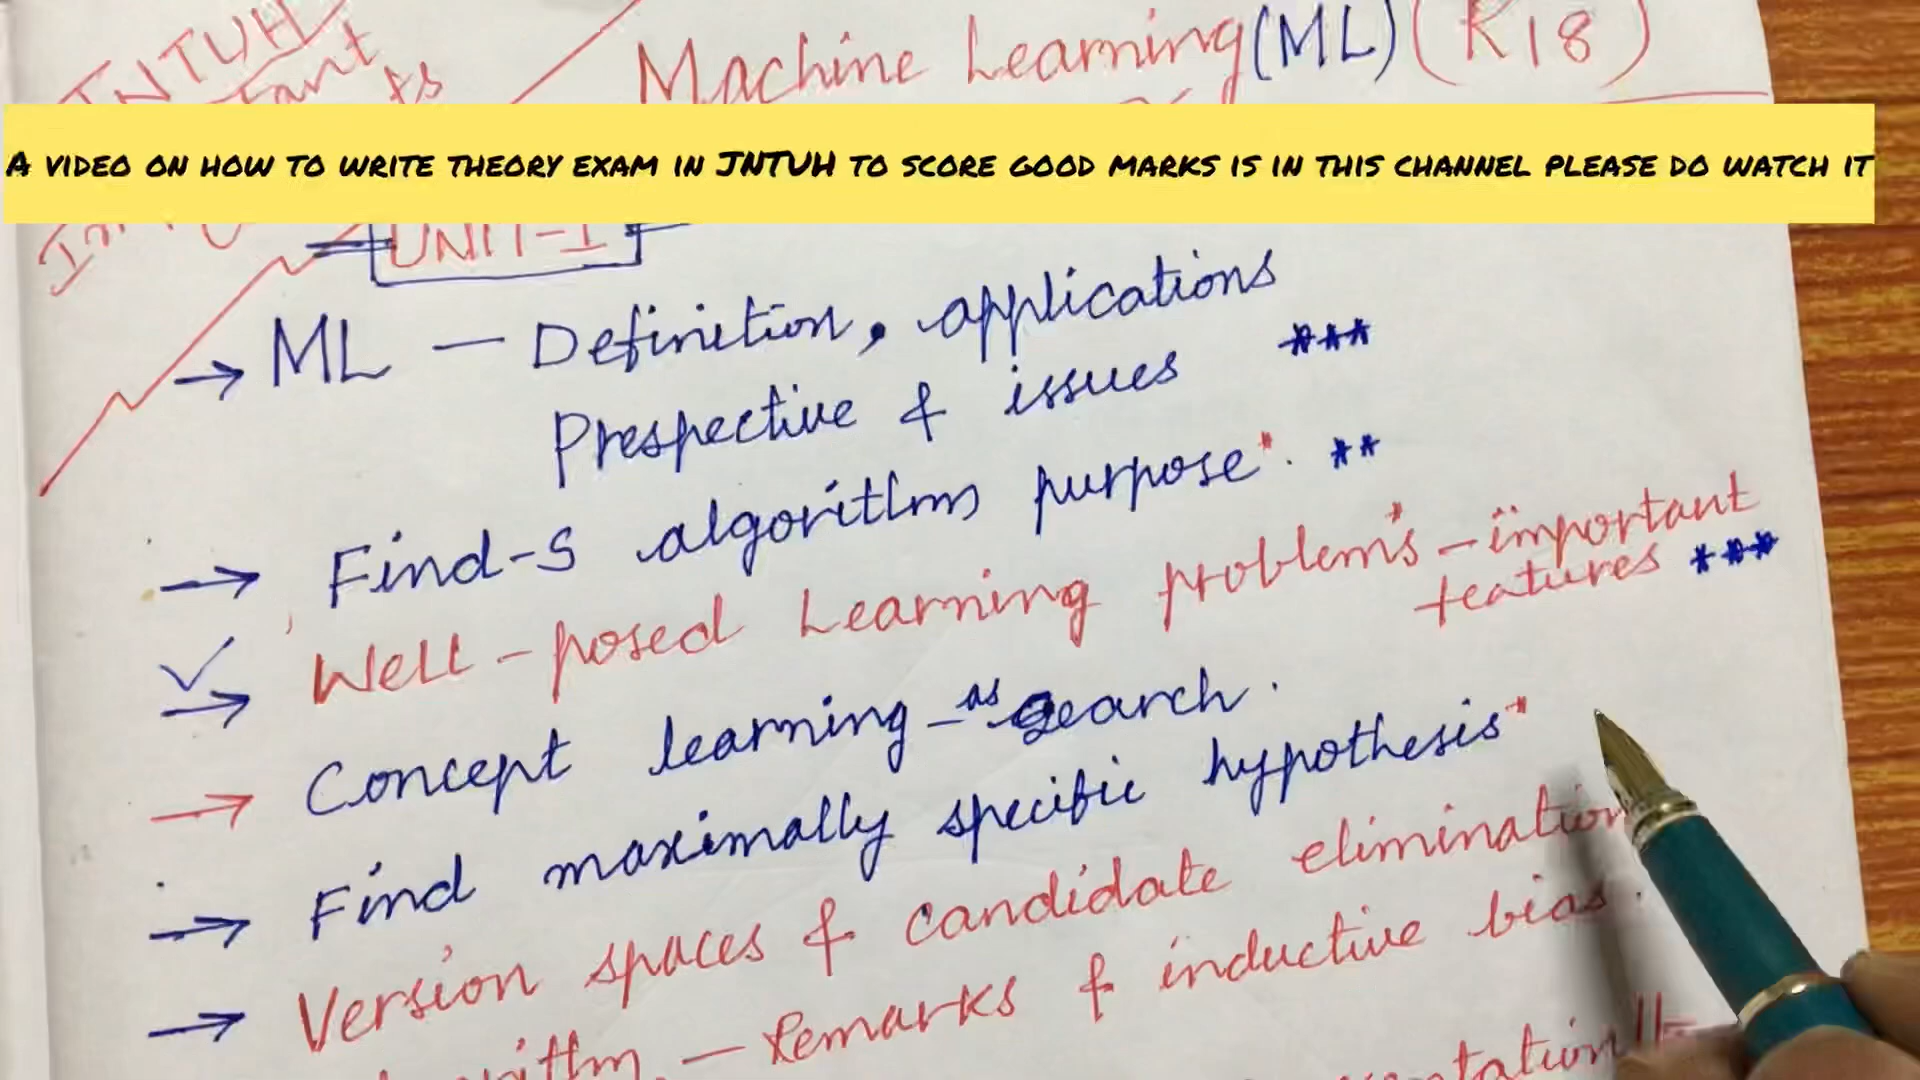 JNTUH
Machine Learning (ML) (R18)
A VIDEO ON HOW TO WRITE THEORY EXAM IN JNTUH TO SCORE GOOD MARKS IS IN THIS CHANNEL PLEASE DO WATCH IT
UNIT-I
→ ML — Definition, applications
Prespective & issues ***
→ Find-S algorithms purpose*. **
✓
→ Well-posed Learning problem's* - important
features ***
→ Concept learning - as search.
→ Find maximally specific hypothesis*
→ Version spaces & candidate elimination
— Remarks & inductive bias.